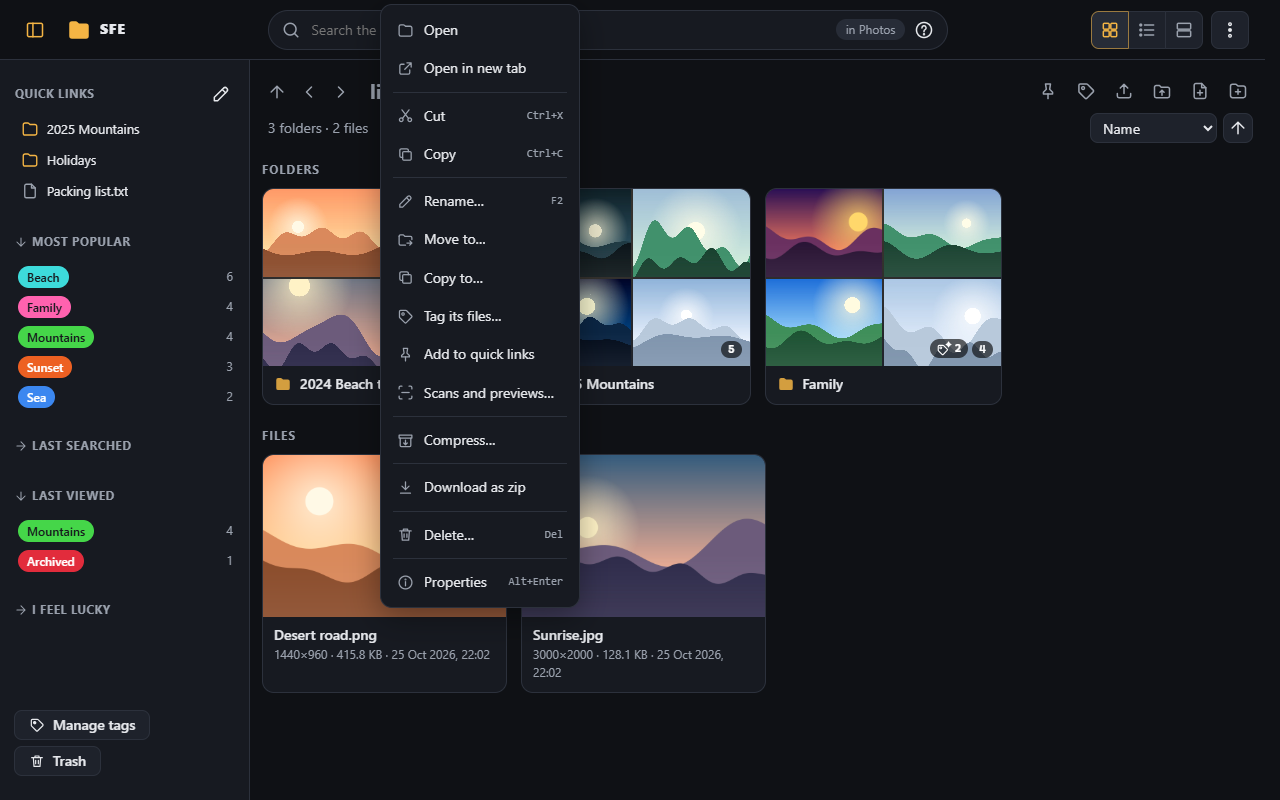 SFE
Search the
in Photos
QUICK LINKS
2025 Mountains
Holidays
Packing list.txt
MOST POPULAR
Beach 6
Family 4
Mountains 4
Sunset 3
Sea 2
LAST SEARCHED
LAST VIEWED
Mountains 4
Archived 1
I FEEL LUCKY
Manage tags
Trash
Open
Open in new tab
Cut Ctrl+X
Copy Ctrl+C
Rename... F2
Move to...
Copy to...
Tag its files...
Add to quick links
Scans and previews...
Compress...
Download as zip
Delete... Del
Properties Alt+Enter
3 folders · 2 files
Name
FOLDERS
5
2 4
2024 Beach
Mountains
Family
FILES
Desert road.png
1440×960 · 415.8 KB · 25 Oct 2026, 22:02
Sunrise.jpg
3000×2000 · 128.1 KB · 25 Oct 2026,
22:02